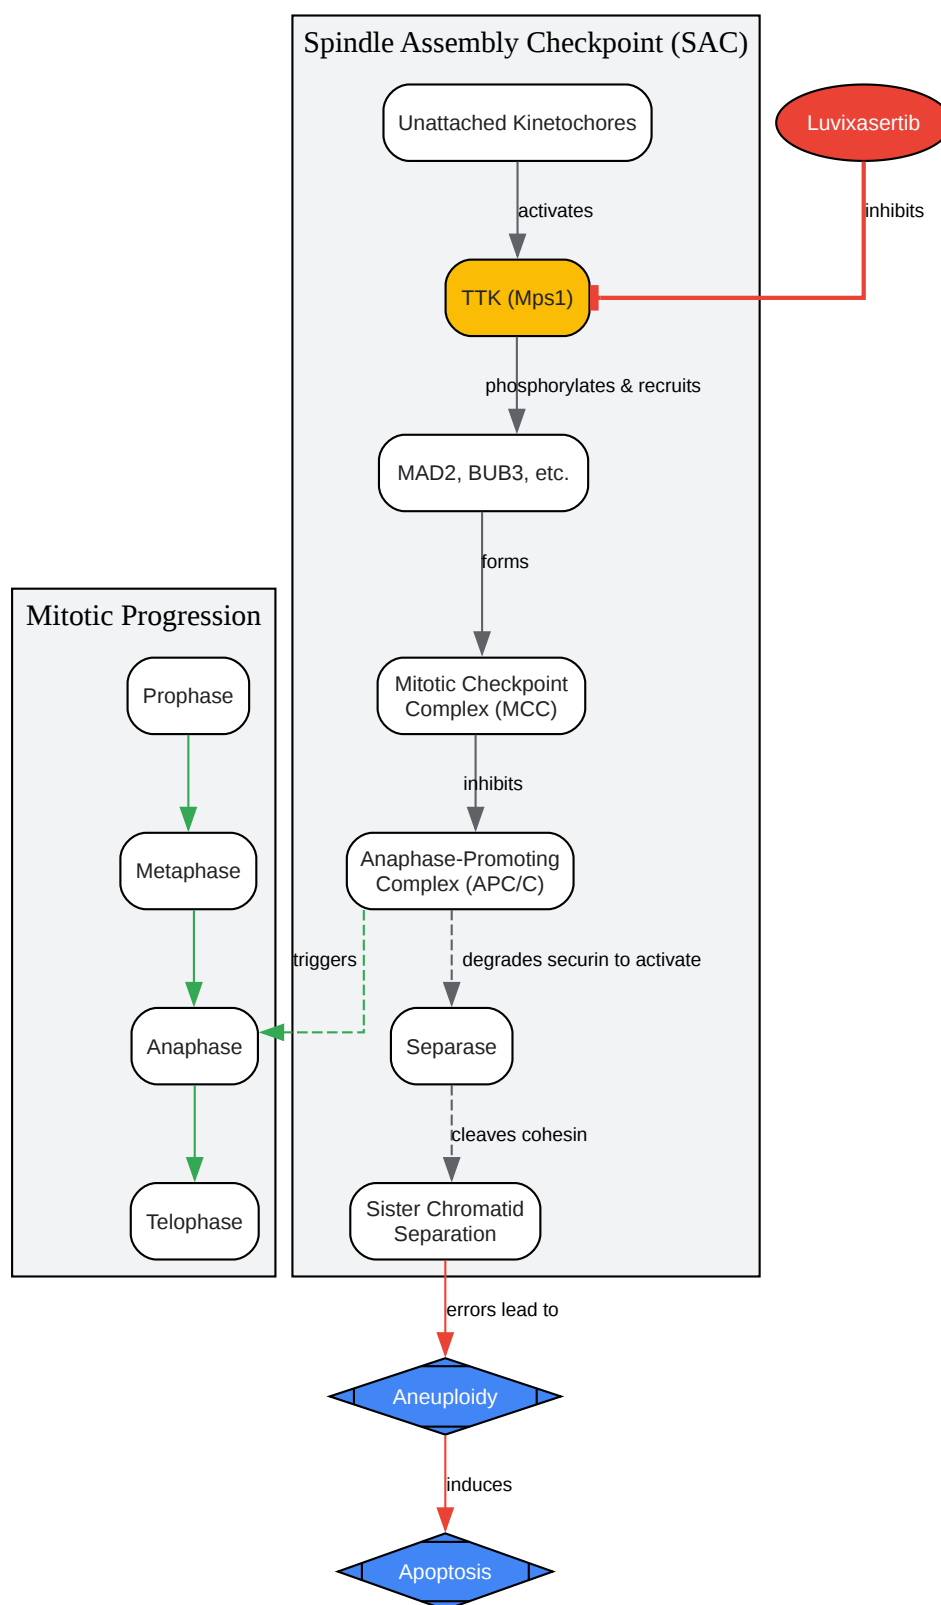 Spindle Assembly Checkpoint (SAC)
Unattached Kinetochores
Luvixasertib
activates
inhibits
TTK (Mps1)
phosphorylates & recruits
MAD2, BUB3, etc.
forms
Mitotic Progression
Prophase
Mitotic Checkpoint
Complex (MCC)
inhibits
Metaphase
Anaphase-Promoting
Complex (APC/C)
triggers
degrades securin to activate
Anaphase
Separase
cleaves cohesin
Telophase
Sister Chromatid
Separation
errors lead to
Aneuploidy
induces
Apoptosis